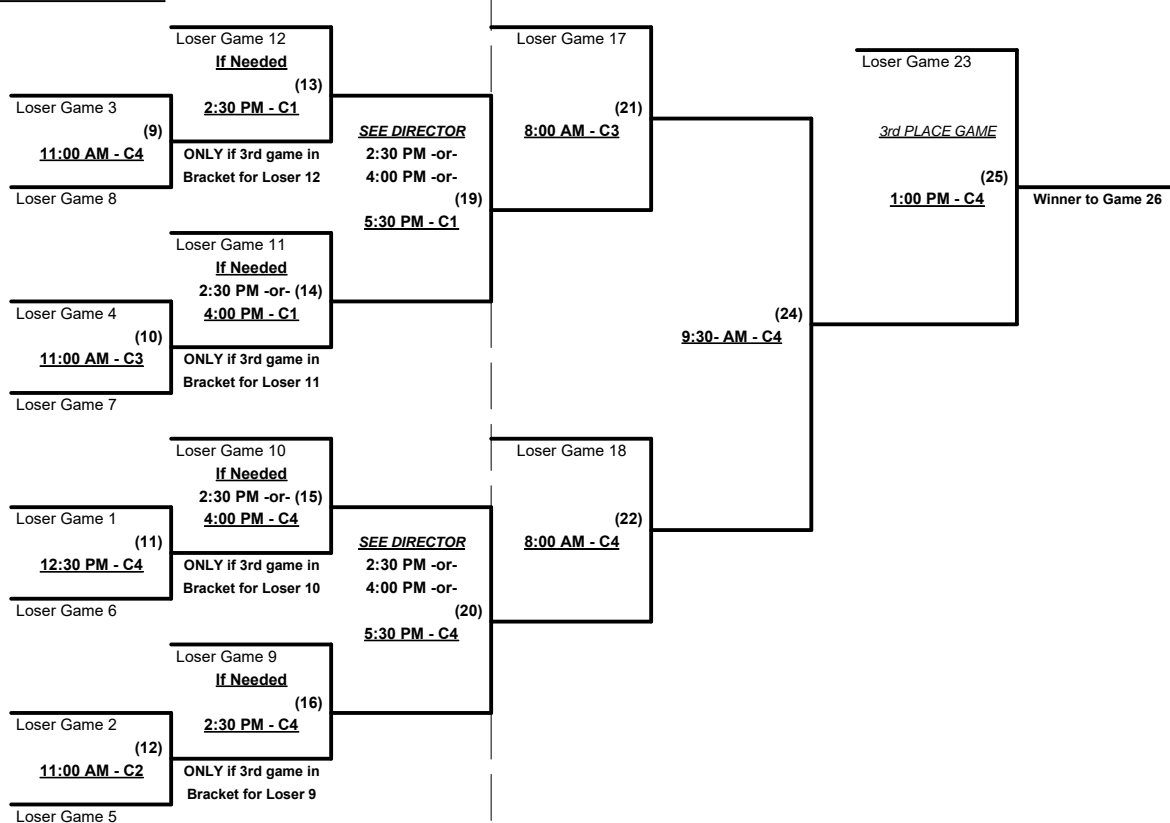 Loser Game 12
If Needed
(13)
2:30 PM - C1
Loser Game 3
(9)
11:00 AM - C4
ONLY if 3rd game in
Bracket for Loser 12
Loser Game 8
SEE DIRECTOR
2:30 PM -or-
4:00 PM -or-
(19)
5:30 PM - C1
Loser Game 11
If Needed
2:30 PM -or- (14)
4:00 PM - C1
Loser Game 4
(10)
11:00 AM - C3
ONLY if 3rd game in
Bracket for Loser 11
Loser Game 7
Loser Game 10
If Needed
2:30 PM -or- (15)
4:00 PM - C4
Loser Game 1
(11)
12:30 PM - C4
ONLY if 3rd game in
Bracket for Loser 10
Loser Game 6
SEE DIRECTOR
2:30 PM -or-
4:00 PM -or-
(20)
5:30 PM - C4
Loser Game 9
If Needed
(16)
2:30 PM - C4
Loser Game 2
(12)
11:00 AM - C2
ONLY if 3rd game in
Bracket for Loser 9
Loser Game 5
Loser Game 17
(21)
8:00 AM - C3
Loser Game 18
(22)
8:00 AM - C4
(24)
9:30- AM - C4
Loser Game 23
3rd PLACE GAME
(25)
1:00 PM - C4
Winner to Game 26